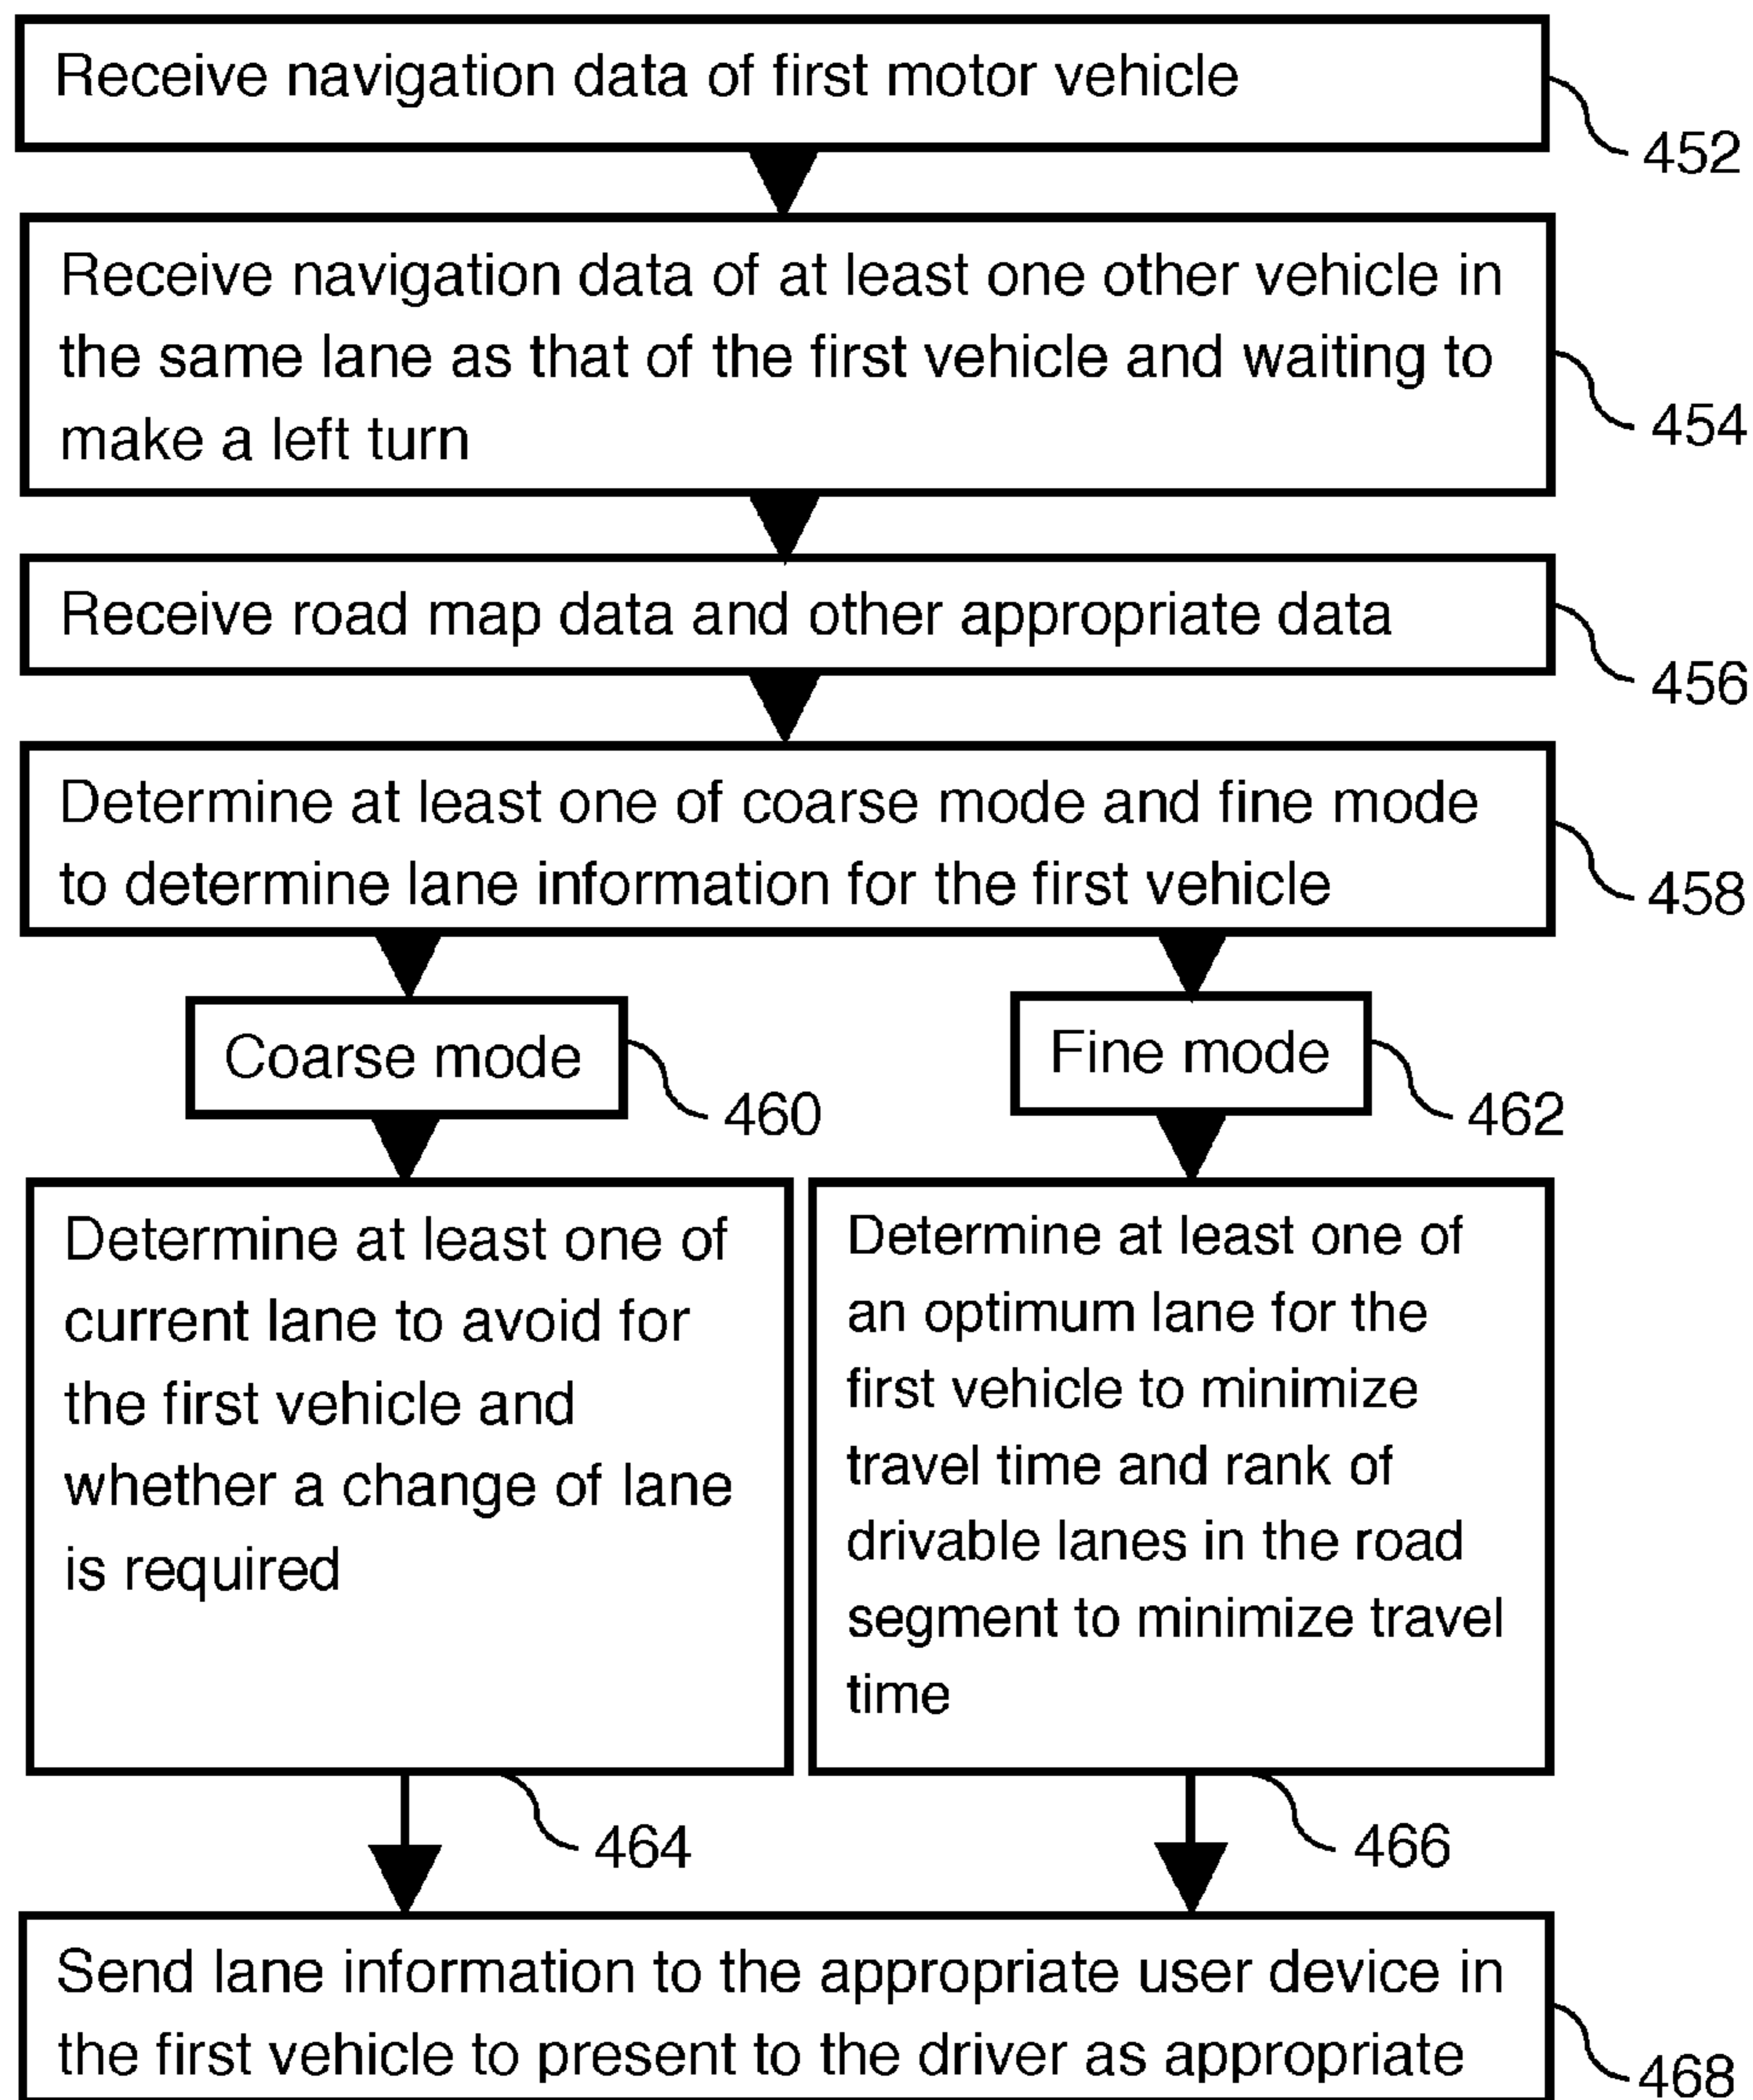 Receive navigation data of first motor vehicle
452
Receive navigation data of at least one other vehicle in
the same lane as that of the first vehicle and waiting to
make a left turn
454
Receive road map data and other appropriate data
456
Determine at least one of coarse mode and fine mode
to determine lane information for the first vehicle
458
Coarse mode
460
Fine mode
462
Determine at least one of
current lane to avoid for
the first vehicle and
whether a change of lane
is required
464
Determine at least one of
an optimum lane for the
first vehicle to minimize
travel time and rank of
drivable lanes in the road
segment to minimize travel
time
466
Send lane information to the appropriate user device in
the first vehicle to present to the driver as appropriate
468